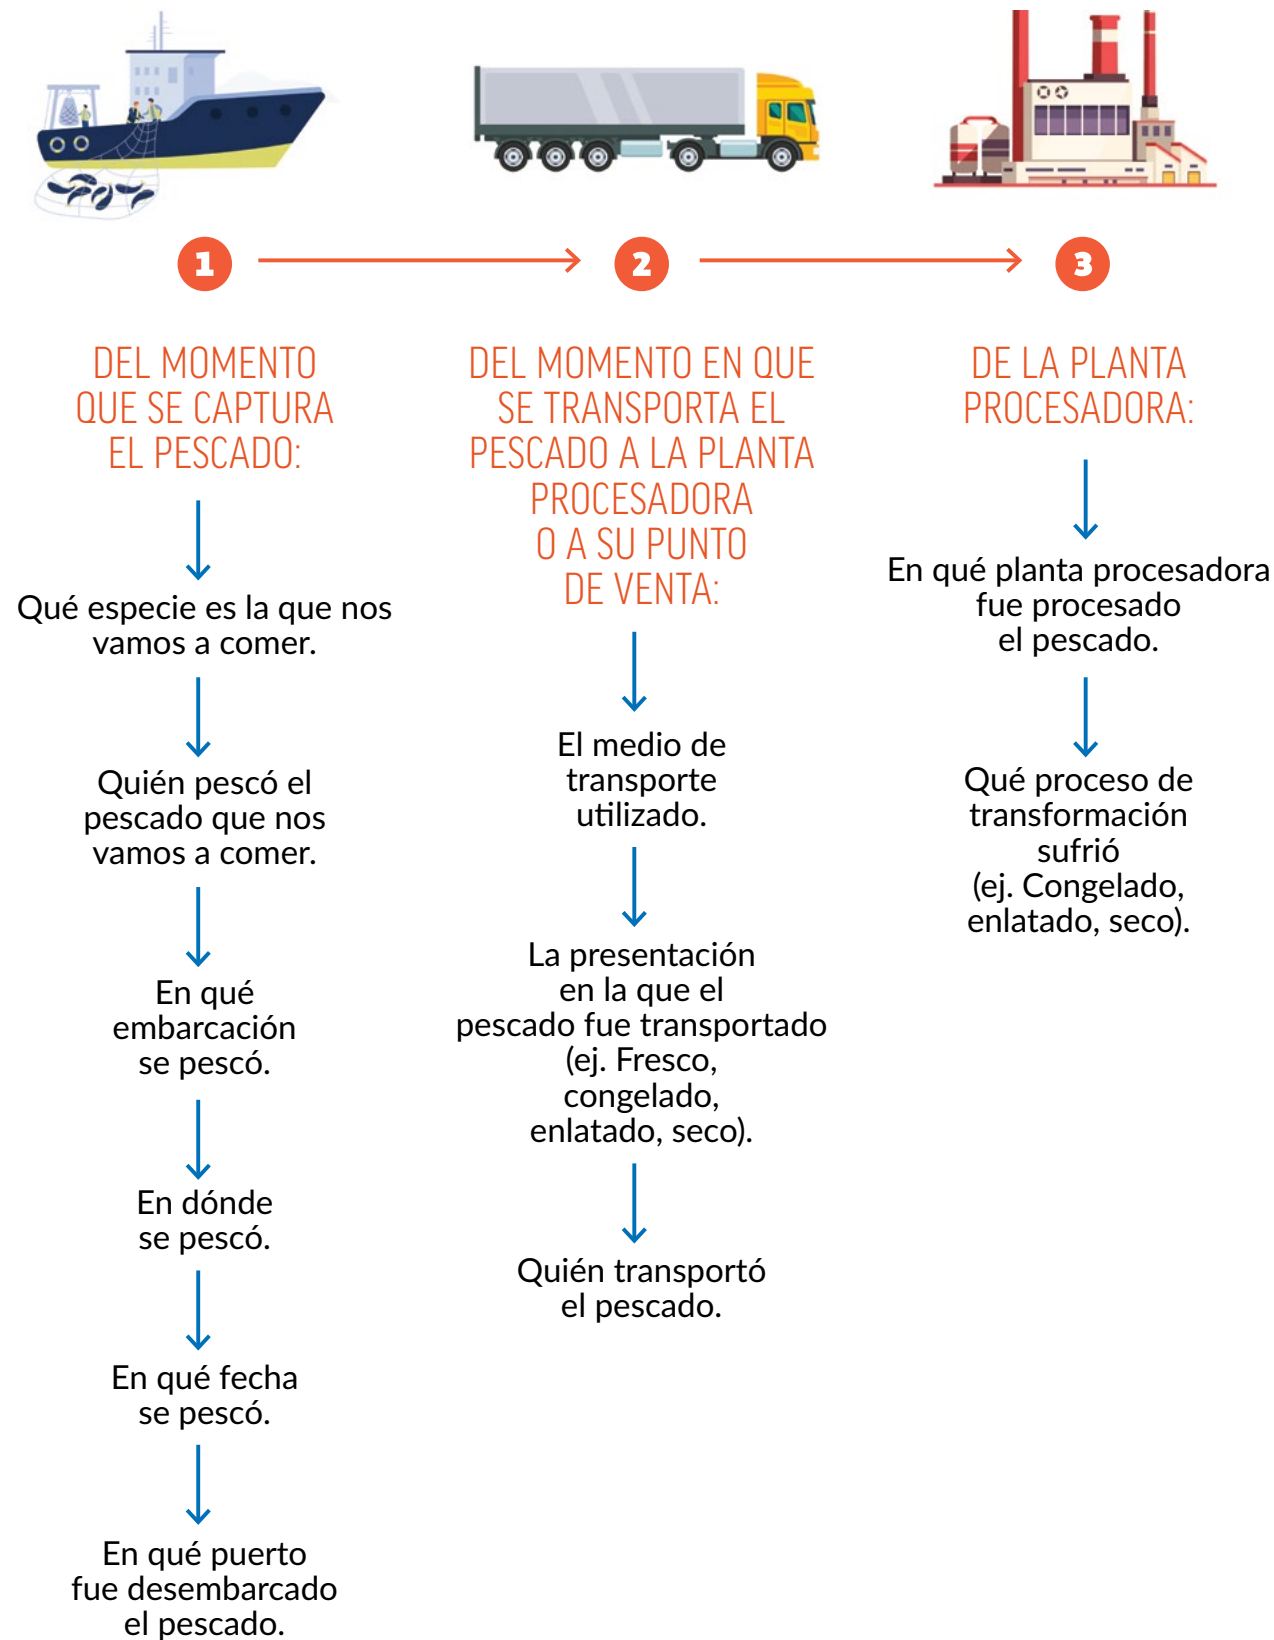 1
2
3
DEL MOMENTO
QUE SE CAPTURA
EL PESCADO:
Qué especie es la que nos
vamos a comer.
Quién pescó el
pescado que nos
vamos a comer.
En qué
embarcación
se pescó.
En dónde
se pescó.
En qué fecha
se pescó.
En qué puerto
fue desembarcado
el pescado.
DEL MOMENTO EN QUE
SE TRANSPORTA EL
PESCADO A LA PLANTA
PROCESADORA
O A SU PUNTO
DE VENTA:
El medio de
transporte
utilizado.
La presentación
en la que el
pescado fue transportado
(ej. Fresco,
congelado,
enlatado, seco).
Quién transportó
el pescado.
DE LA PLANTA
PROCESADORA:
En qué planta procesadora
fue procesado
el pescado.
Qué proceso de
transformación
sufrió
(ej. Congelado,
enlatado, seco).